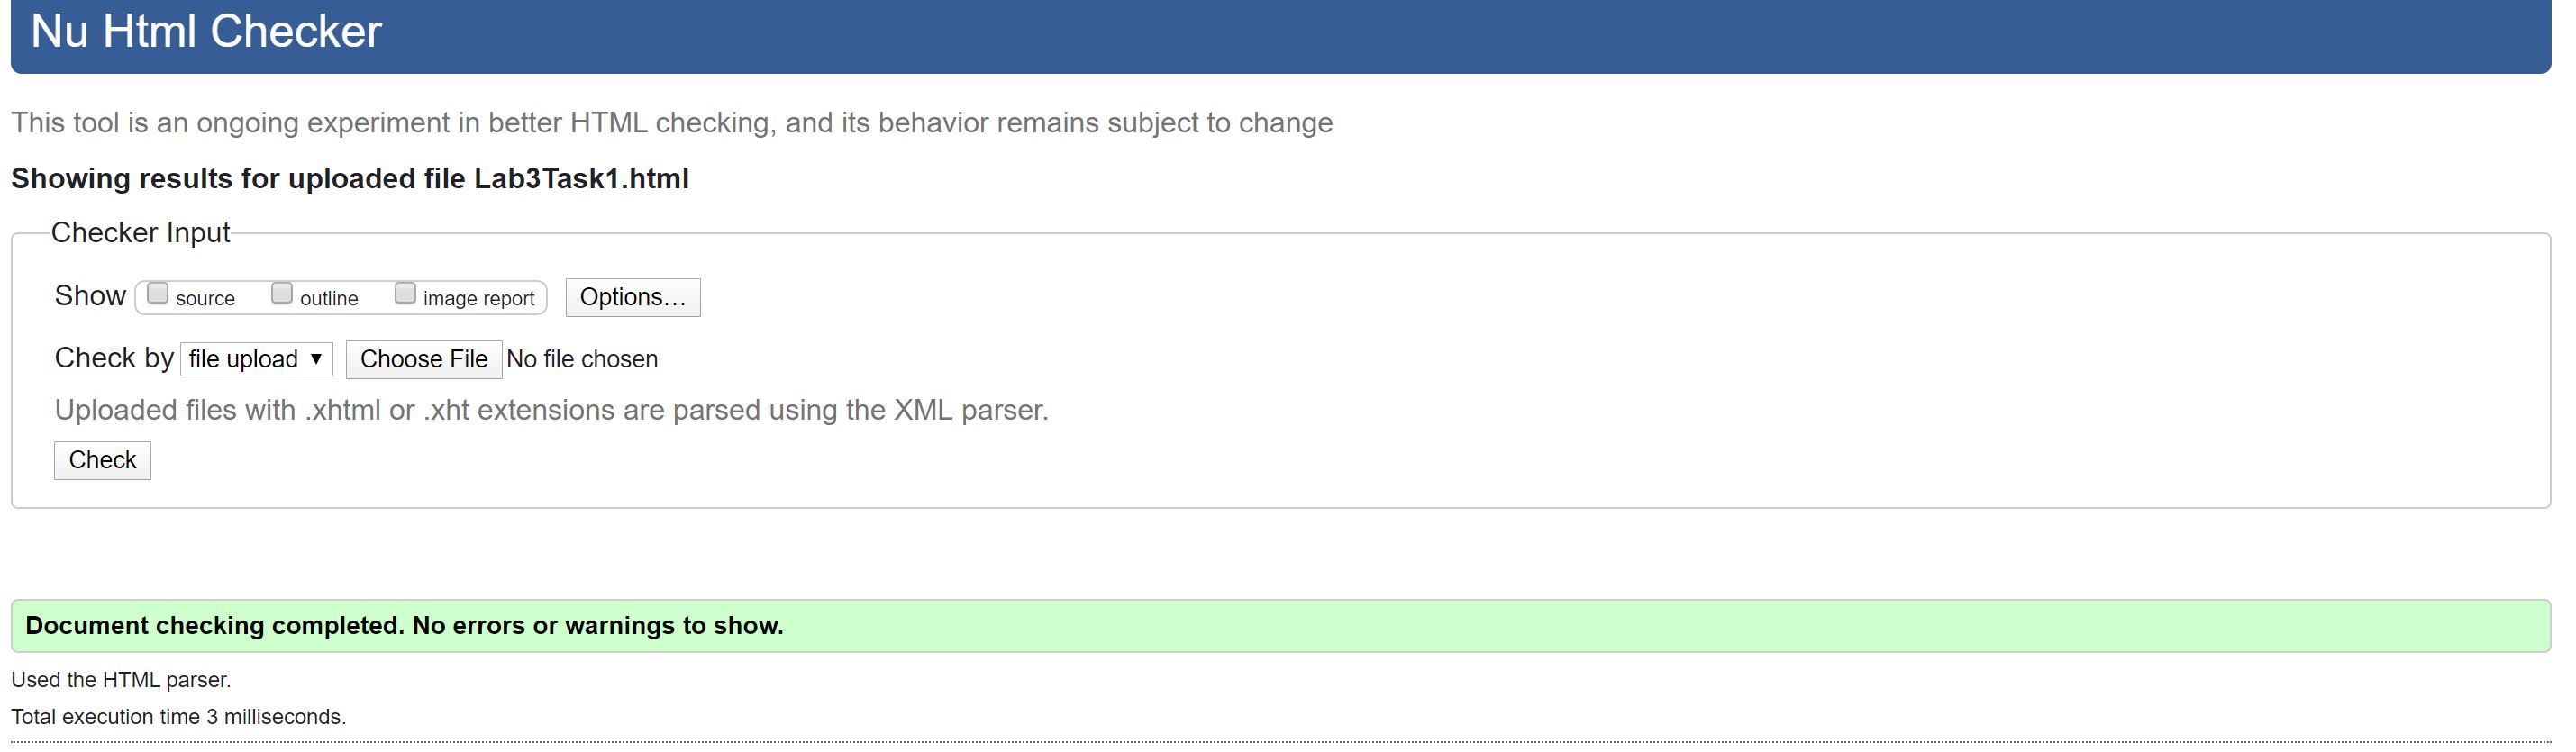 Nu Html Checker
This tool is an ongoing experiment in better HTML checking, and its behavior remains subject to change
Showing results for uploaded file Lab3Task1.html
Checker Input
Show source outline image report Options…
Check by file upload Choose File No file chosen
Uploaded files with .xhtml or .xht extensions are parsed using the XML parser.
Check
Document checking completed. No errors or warnings to show.
Used the HTML parser.
Total execution time 3 milliseconds.